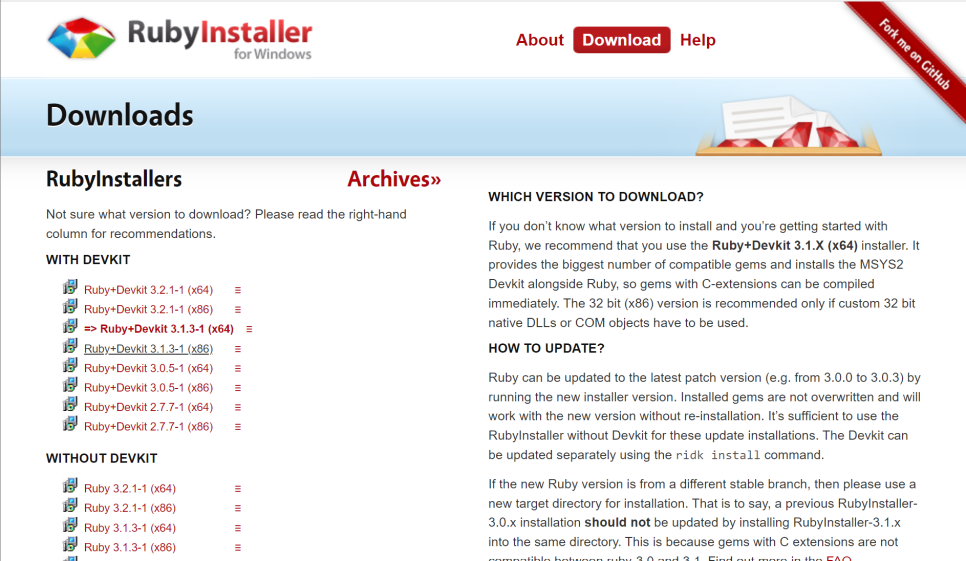 RubyInstaller
for Windows
About Download Help
Fork me on GitHub
Downloads
RubyInstallers Archives»
Not sure what version to download? Please read the right-hand
column for recommendations.
WITH DEVKIT
Ruby+Devkit 3.2.1-1 (x64)
Ruby+Devkit 3.2.1-1 (x86)
=> Ruby+Devkit 3.1.3-1 (x64)
Ruby+Devkit 3.1.3-1 (x86)
Ruby+Devkit 3.0.5-1 (x64)
Ruby+Devkit 3.0.5-1 (x86)
Ruby+Devkit 2.7.7-1 (x64)
Ruby+Devkit 2.7.7-1 (x86)
WITHOUT DEVKIT
Ruby 3.2.1-1 (x64)
Ruby 3.2.1-1 (x86)
Ruby 3.1.3-1 (x64)
Ruby 3.1.3-1 (x86)
WHICH VERSION TO DOWNLOAD?
If you don’t know what version to install and you’re getting started with
Ruby, we recommend that you use the Ruby+Devkit 3.1.X (x64) installer. It
provides the biggest number of compatible gems and installs the MSYS2
Devkit alongside Ruby, so gems with C-extensions can be compiled
immediately. The 32 bit (x86) version is recommended only if custom 32 bit
native DLLs or COM objects have to be used.
HOW TO UPDATE?
Ruby can be updated to the latest patch version (e.g. from 3.0.0 to 3.0.3) by
running the new installer version. Installed gems are not overwritten and will
work with the new version without re-installation. It’s sufficient to use the
RubyInstaller without Devkit for these update installations. The Devkit can
be updated separately using the ridk install command.
If the new Ruby version is from a different stable branch, then please use a
new target directory for installation. That is to say, a previous RubyInstaller-
3.0.x installation should not be updated by installing RubyInstaller-3.1.x
into the same directory. This is because gems with C extensions are not
compatible between ruby-3.0 and 3.1. Find out more in the FAQ